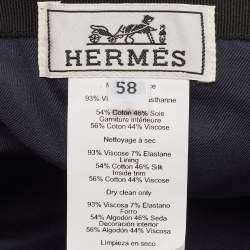 HERMÈS
58
93% Viscose
54% Coton 46% Soie
Garniture intérieure
56% Coton 44% Viscose
Nettoyage à sec
93% Viscose 7% Elastane
Lining
54% Cotton 46% Silk
Inside trim
56% Cotton 44% Viscose
Dry clean only
93% Viscosa 7% Elastano
Forro
54% Algodón 46% Seda
Decoración interior
56% Algodón 44% Viscosa
Limpieza en seco